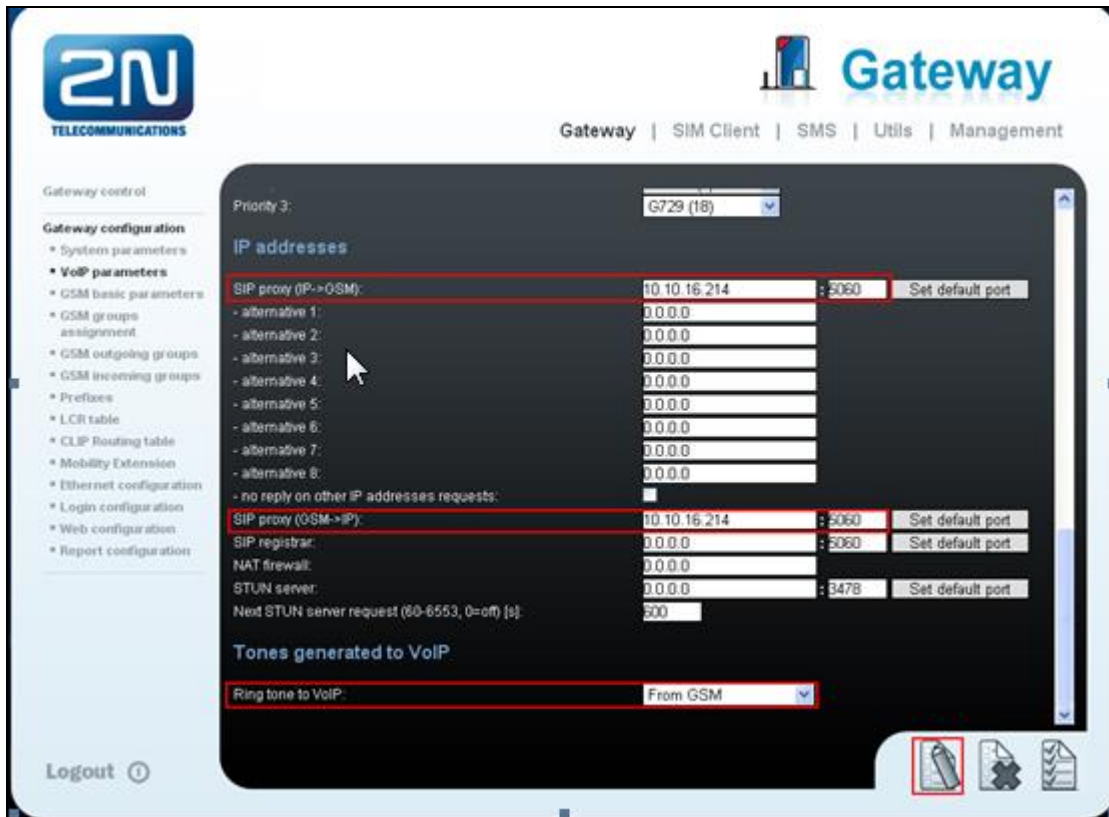 2N
TELECOMMUNICATIONS
Gateway
Gateway | SIM Client | SMS | Utils | Management
Gateway control
Gateway configuration
* System parameters
* VoIP parameters
* GSM basic parameters
* GSM groups
assignment
* GSM outgoing groups
* GSM incoming groups
* Prefixes
* LCR table
* CLIP Routing table
* Mobility Extension
* Ethernet configuration
* Login configuration
* Web configuration
* Report configuration
Logout
Priority 3: G729 (18)
IP addresses
SIP proxy (IP->GSM): 10.10.16.214 : 5060 Set default port
- alternative 1: 0.0.0.0
- alternative 2: 0.0.0.0
- alternative 3: 0.0.0.0
- alternative 4: 0.0.0.0
- alternative 5: 0.0.0.0
- alternative 6: 0.0.0.0
- alternative 7: 0.0.0.0
- alternative 8: 0.0.0.0
- no reply on other IP addresses requests:
SIP proxy (GSM->IP): 10.10.16.214 : 5060 Set default port
SIP registrar: 0.0.0.0 : 5060 Set default port
NAT firewall: 0.0.0.0
STUN server: 0.0.0.0 : 3478 Set default port
Next STUN server request (60-6553, 0=off) [s]: 600
Tones generated to VoIP
Ring tone to VoIP: From GSM